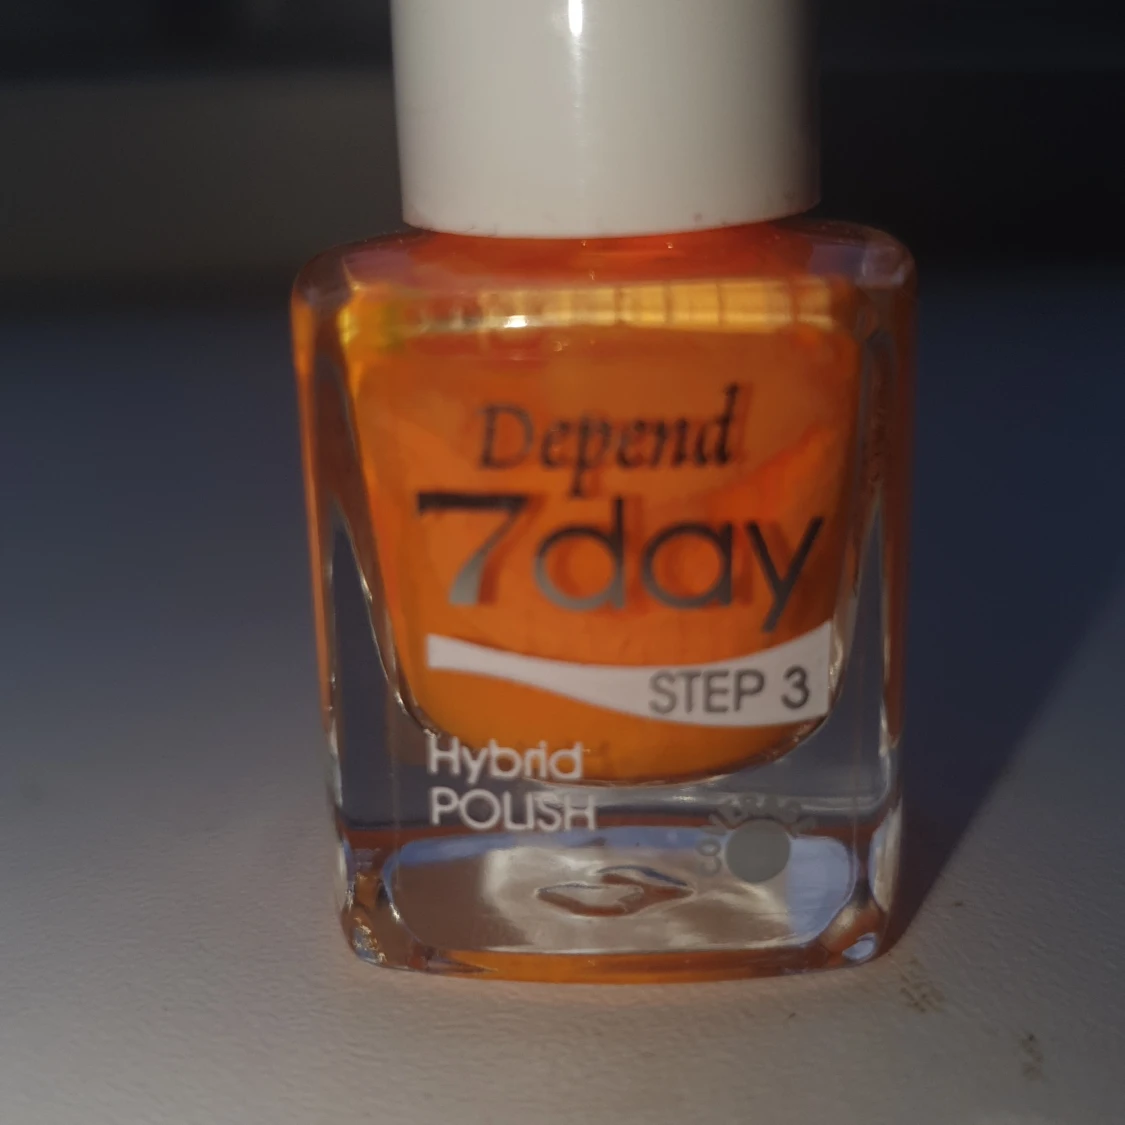 Depend
7day
STEP 3
Hybrid
POLISH